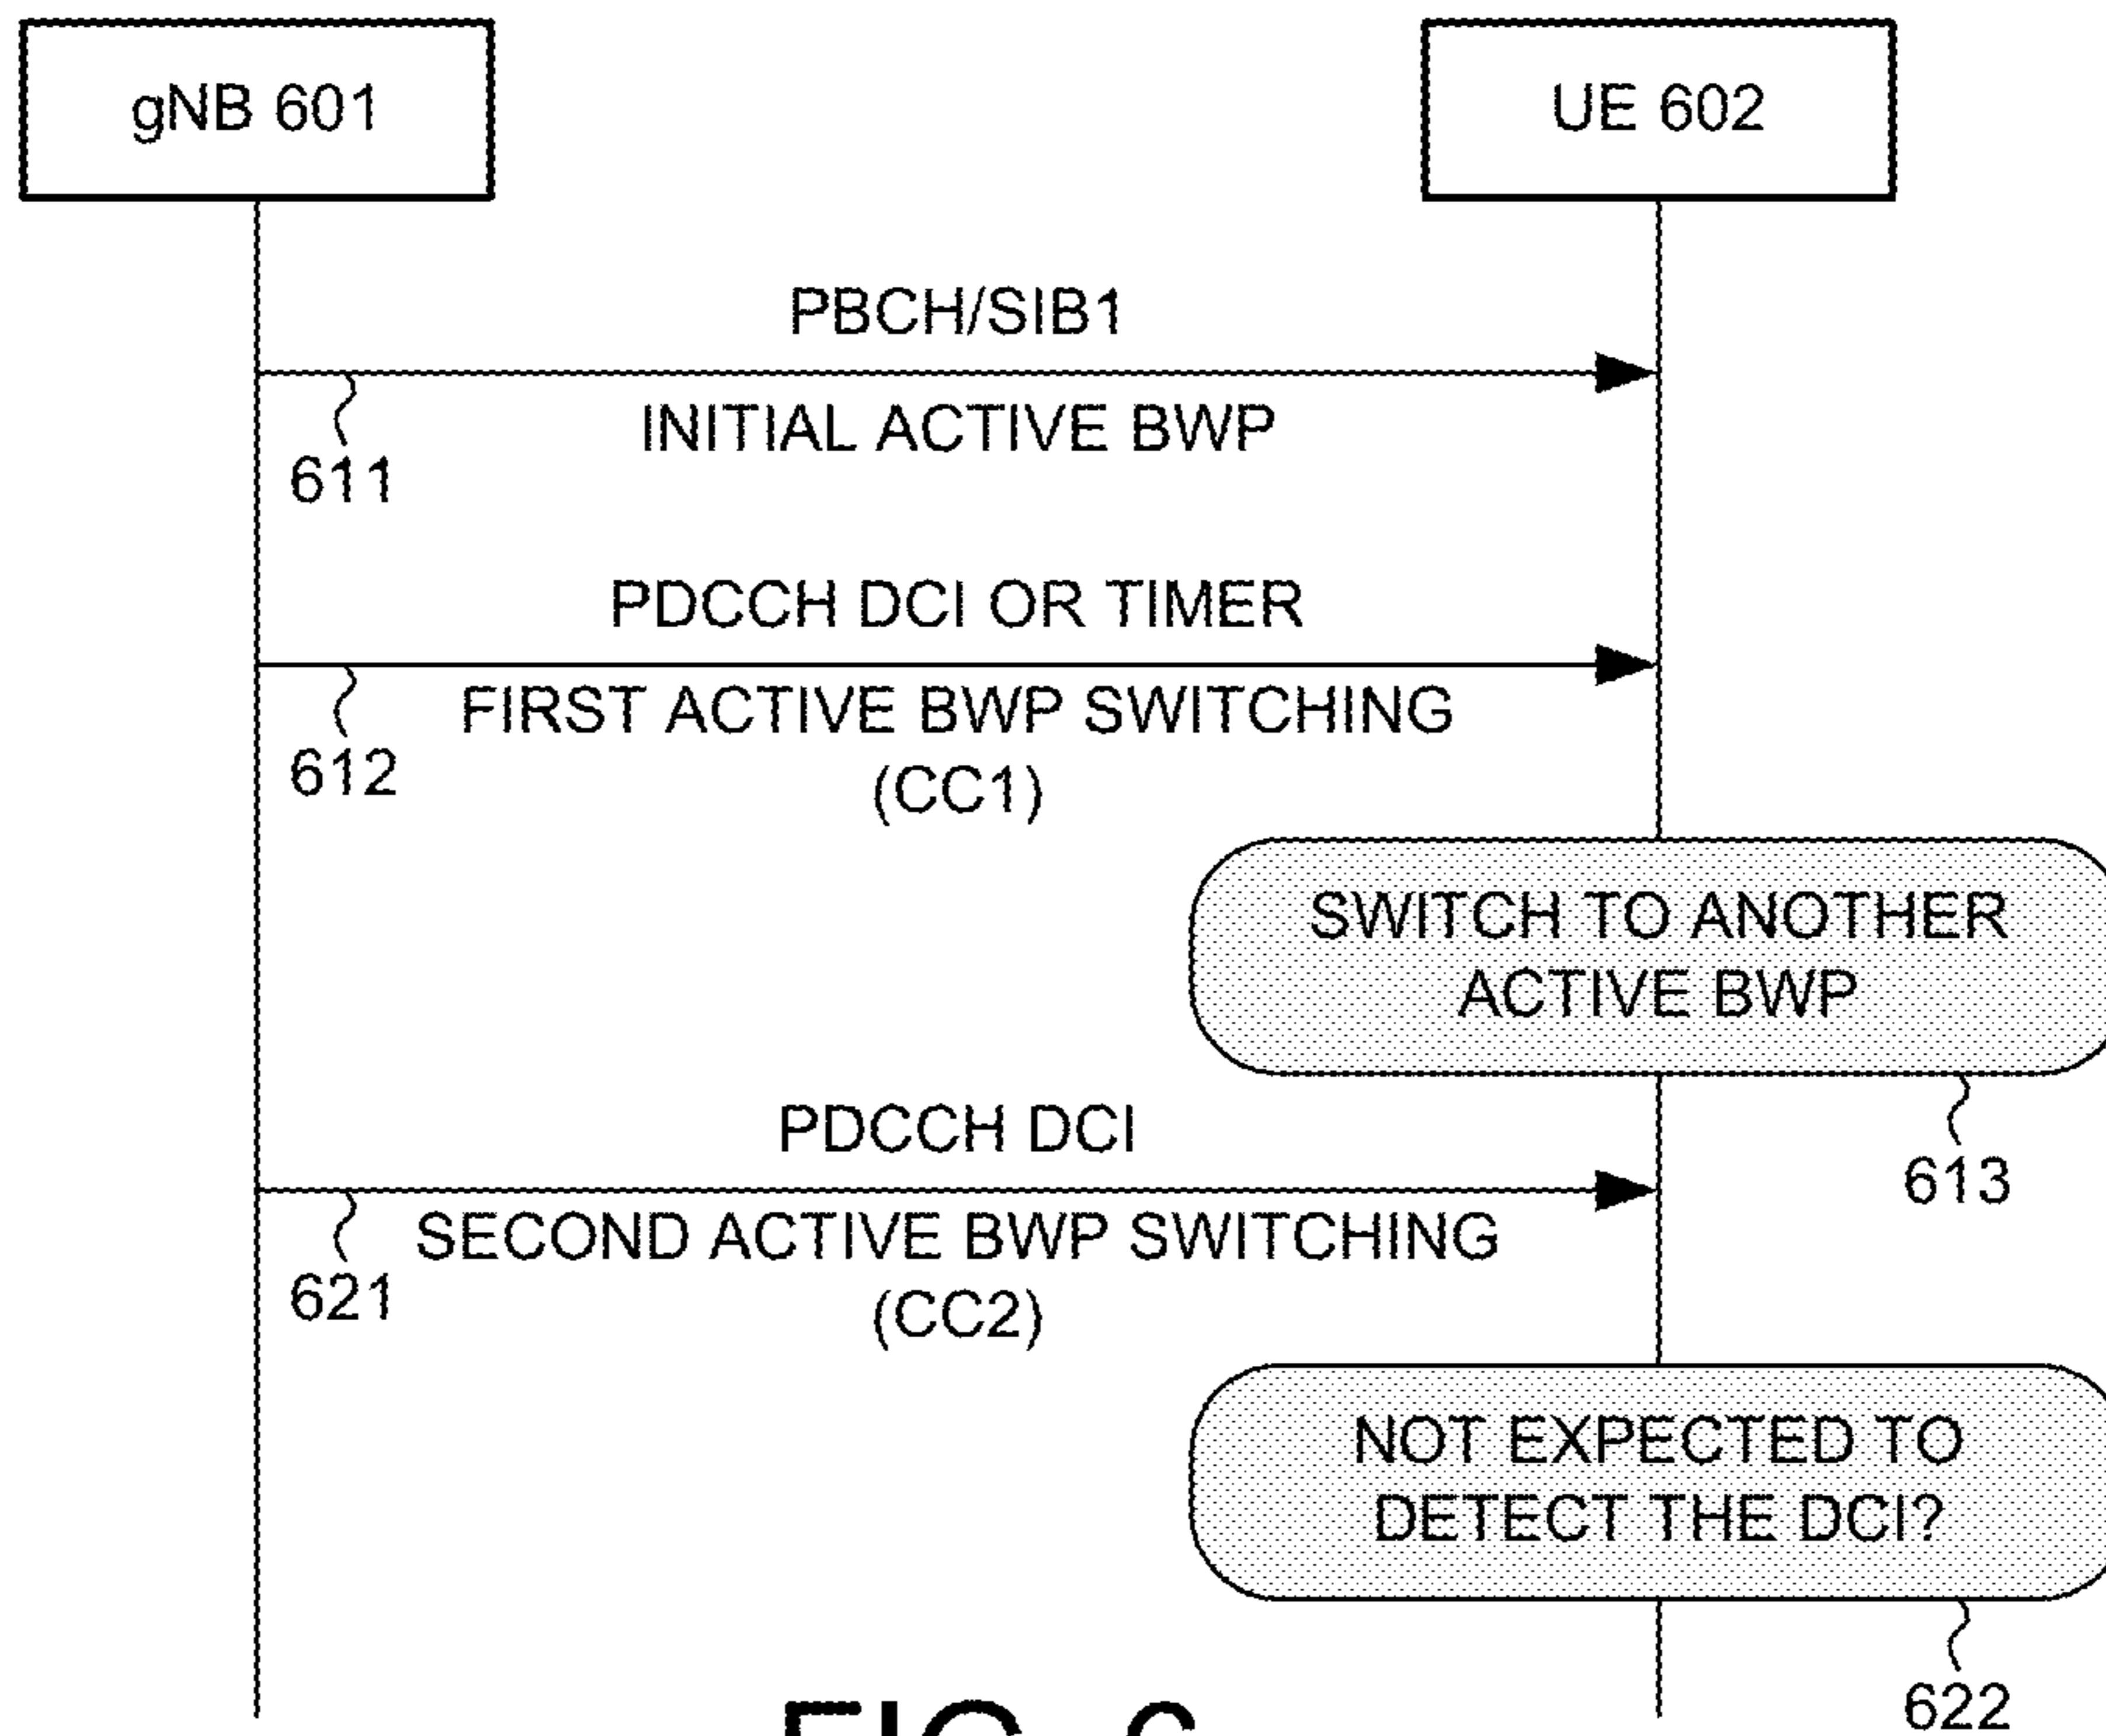 gNB 601
UE 602
PBCH/SIB1
INITIAL ACTIVE BWP
611
PDCCH DCI OR TIMER
FIRST ACTIVE BWP SWITCHING
(CC1)
612
SWITCH TO ANOTHER
ACTIVE BWP
613
PDCCH DCI
SECOND ACTIVE BWP SWITCHING
(CC2)
621
NOT EXPECTED TO
DETECT THE DCI?
622
FIG. 6